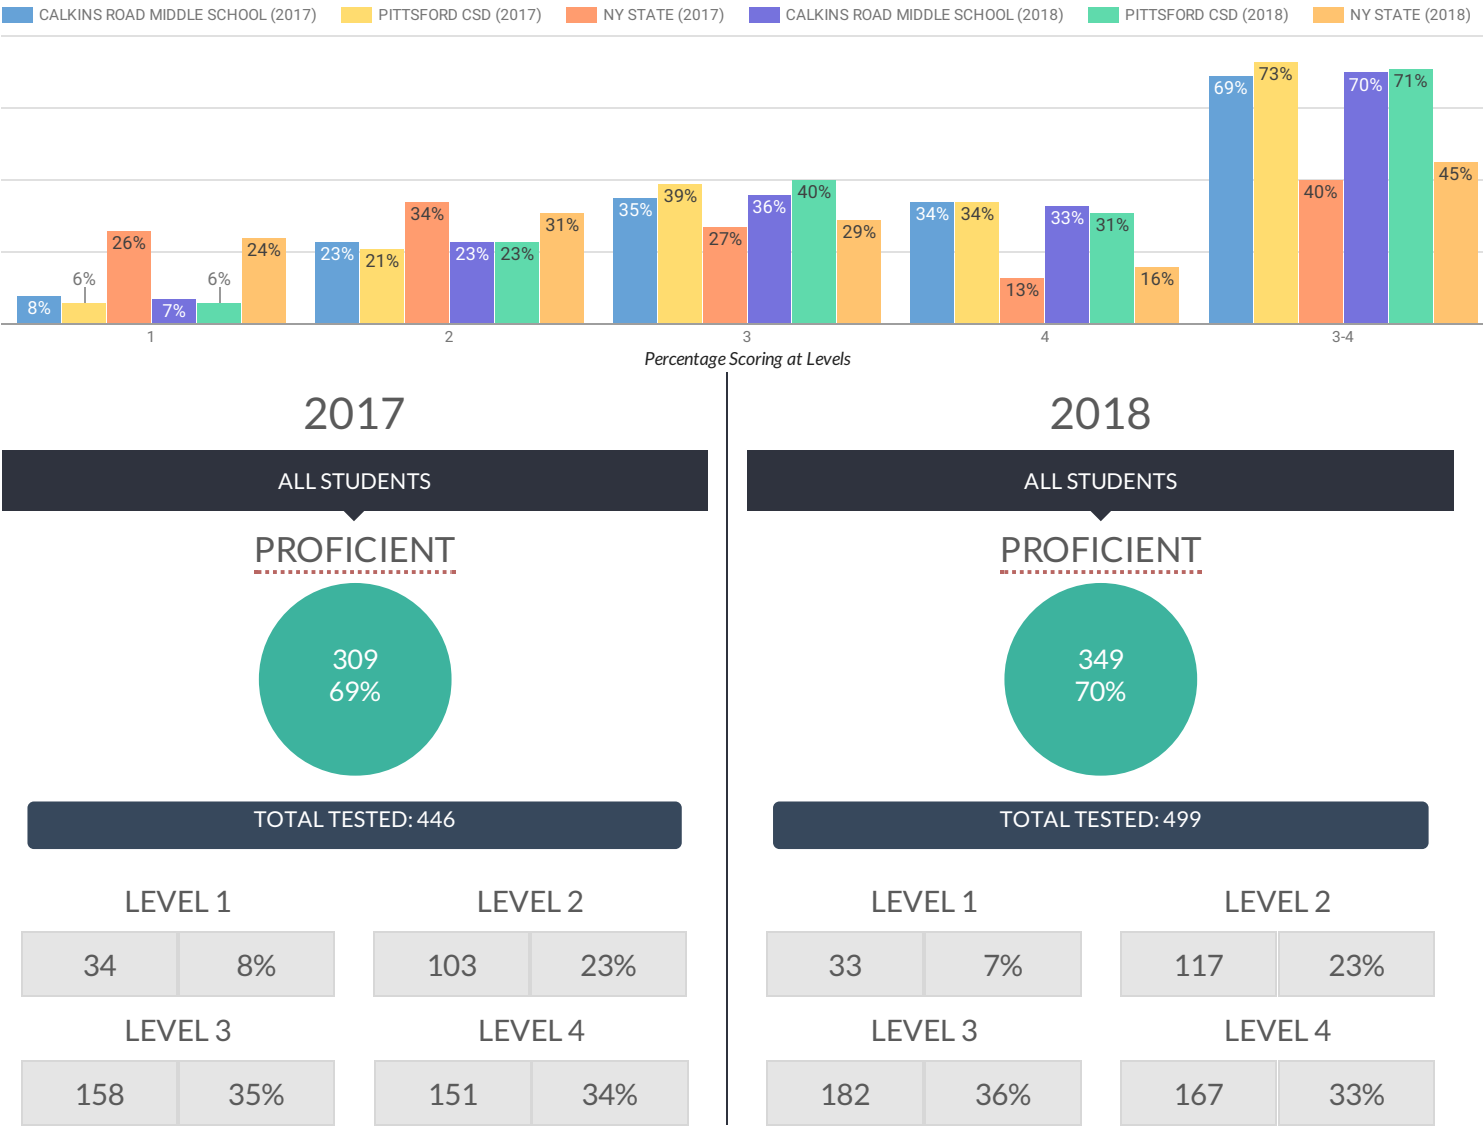 CALKINS ROAD MIDDLE SCHOOL (2017) PITTSFORD CSD (2017) NY STATE (2017) CALKINS ROAD MIDDLE SCHOOL (2018) PITTSFORD CSD (2018) NY STATE (2018)
8% 6% 26% 7% 6% 24%
23% 21% 34% 23% 23% 31%
35% 39% 27% 36% 40% 29%
34% 34% 13% 33% 31% 16%
69% 73% 40% 70% 71% 45%
1 2 3 4 3-4
Percentage Scoring at Levels
2017
ALL STUDENTS
PROFICIENT
309
69%
TOTAL TESTED: 446
LEVEL 1 LEVEL 2
34 8% 103 23%
LEVEL 3 LEVEL 4
158 35% 151 34%
2018
ALL STUDENTS
PROFICIENT
349
70%
TOTAL TESTED: 499
LEVEL 1 LEVEL 2
33 7% 117 23%
LEVEL 3 LEVEL 4
182 36% 167 33%